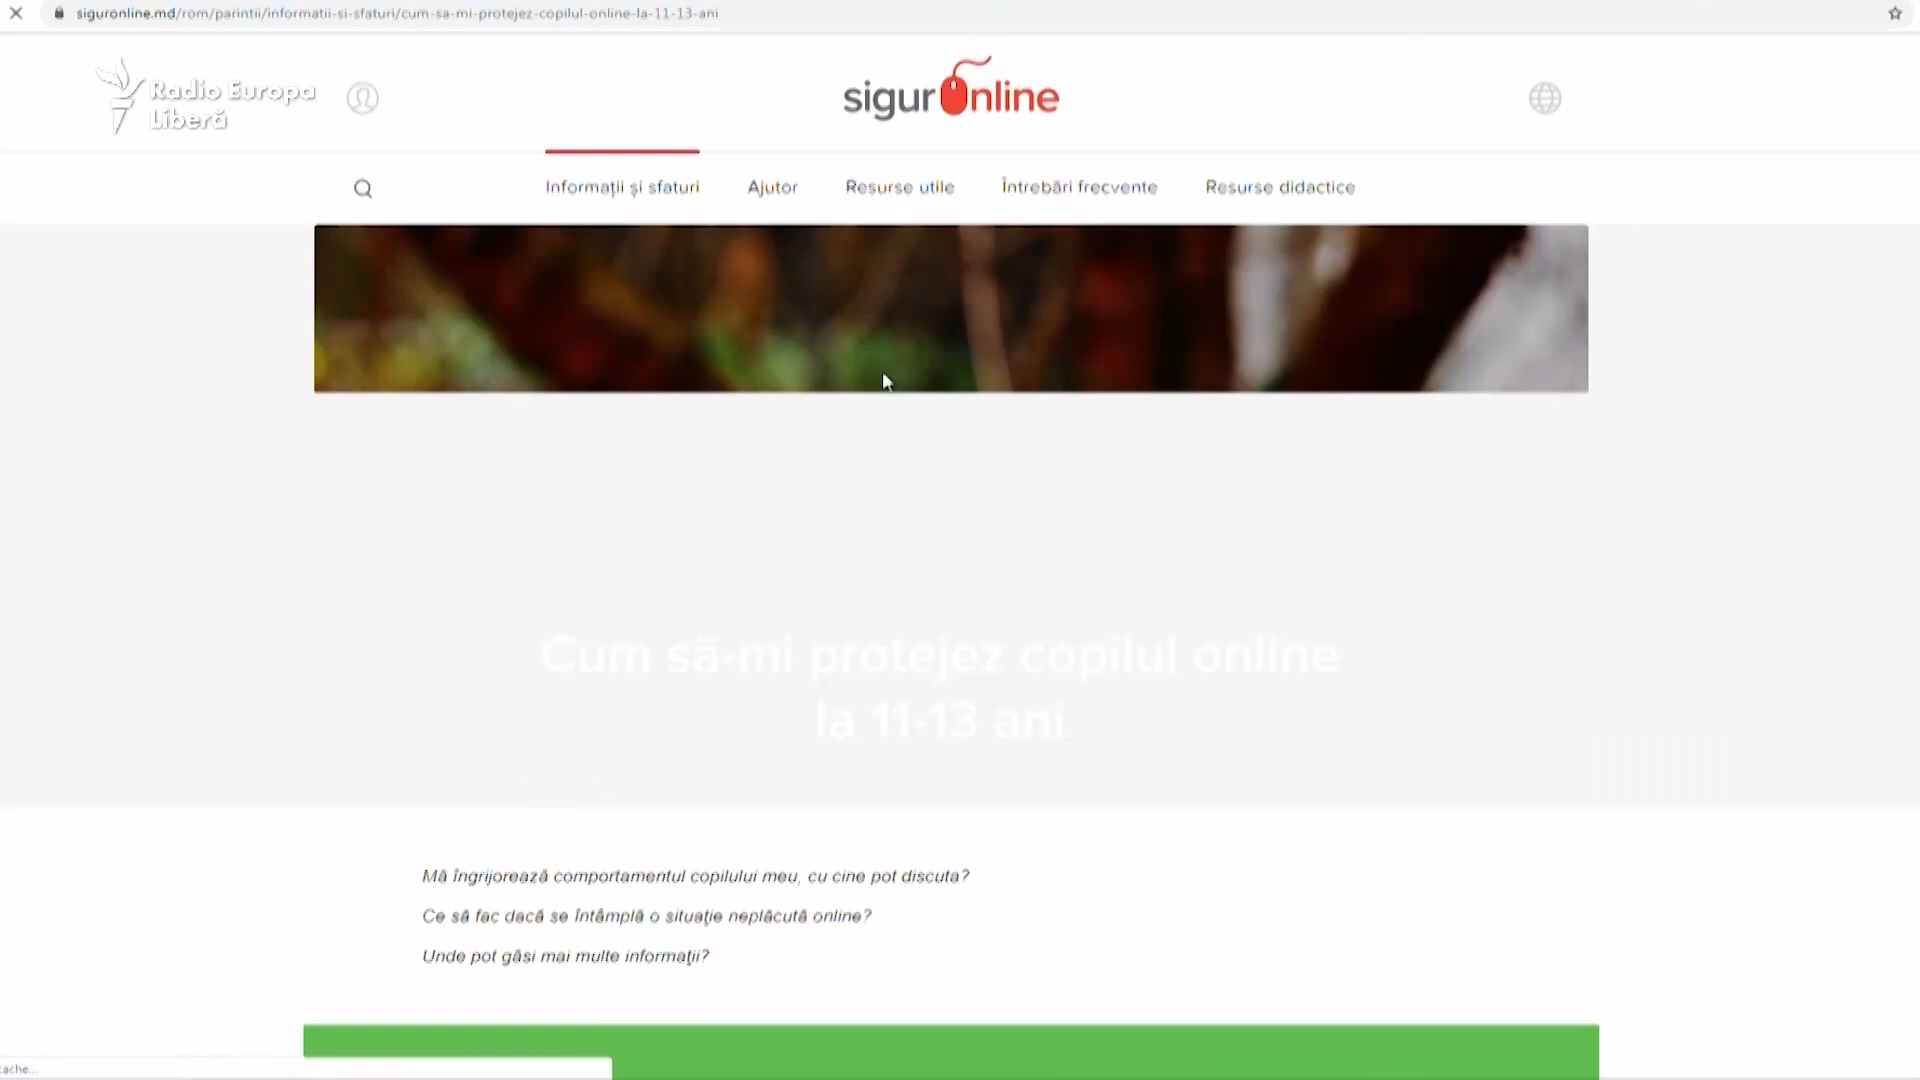 siguronline.md/rom/parintii/informatii-si-sfaturi/cum-sa-mi-protejez-copilul-online-la-11-13-ani
Radio Europa
Liberă
sigurOnline
Informații și sfaturi
Ajutor
Resurse utile
Întrebări frecvente
Resurse didactice
Cum să-mi protejez copilul online
la 11-13 ani
Mă îngrijorează comportamentul copilului meu, cu cine pot discuta?
Ce să fac dacă se întâmplă o situație neplăcută online?
Unde pot găsi mai multe informații?
cache...